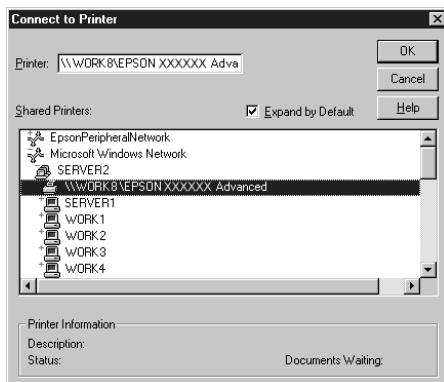 Connect to Printer
OK
Printer: \\WORK8\EPSON XXXXXX Adva
Cancel
Shared Printers:
Expand by Default
Help
EpsonPeripheralNetwork
Microsoft Windows Network
SERVER2
\\WORK8\EPSON XXXXXX Advanced
SERVER1
WORK1
WORK2
WORK3
WORK4
Printer Information
Description:
Status:
Documents Waiting: